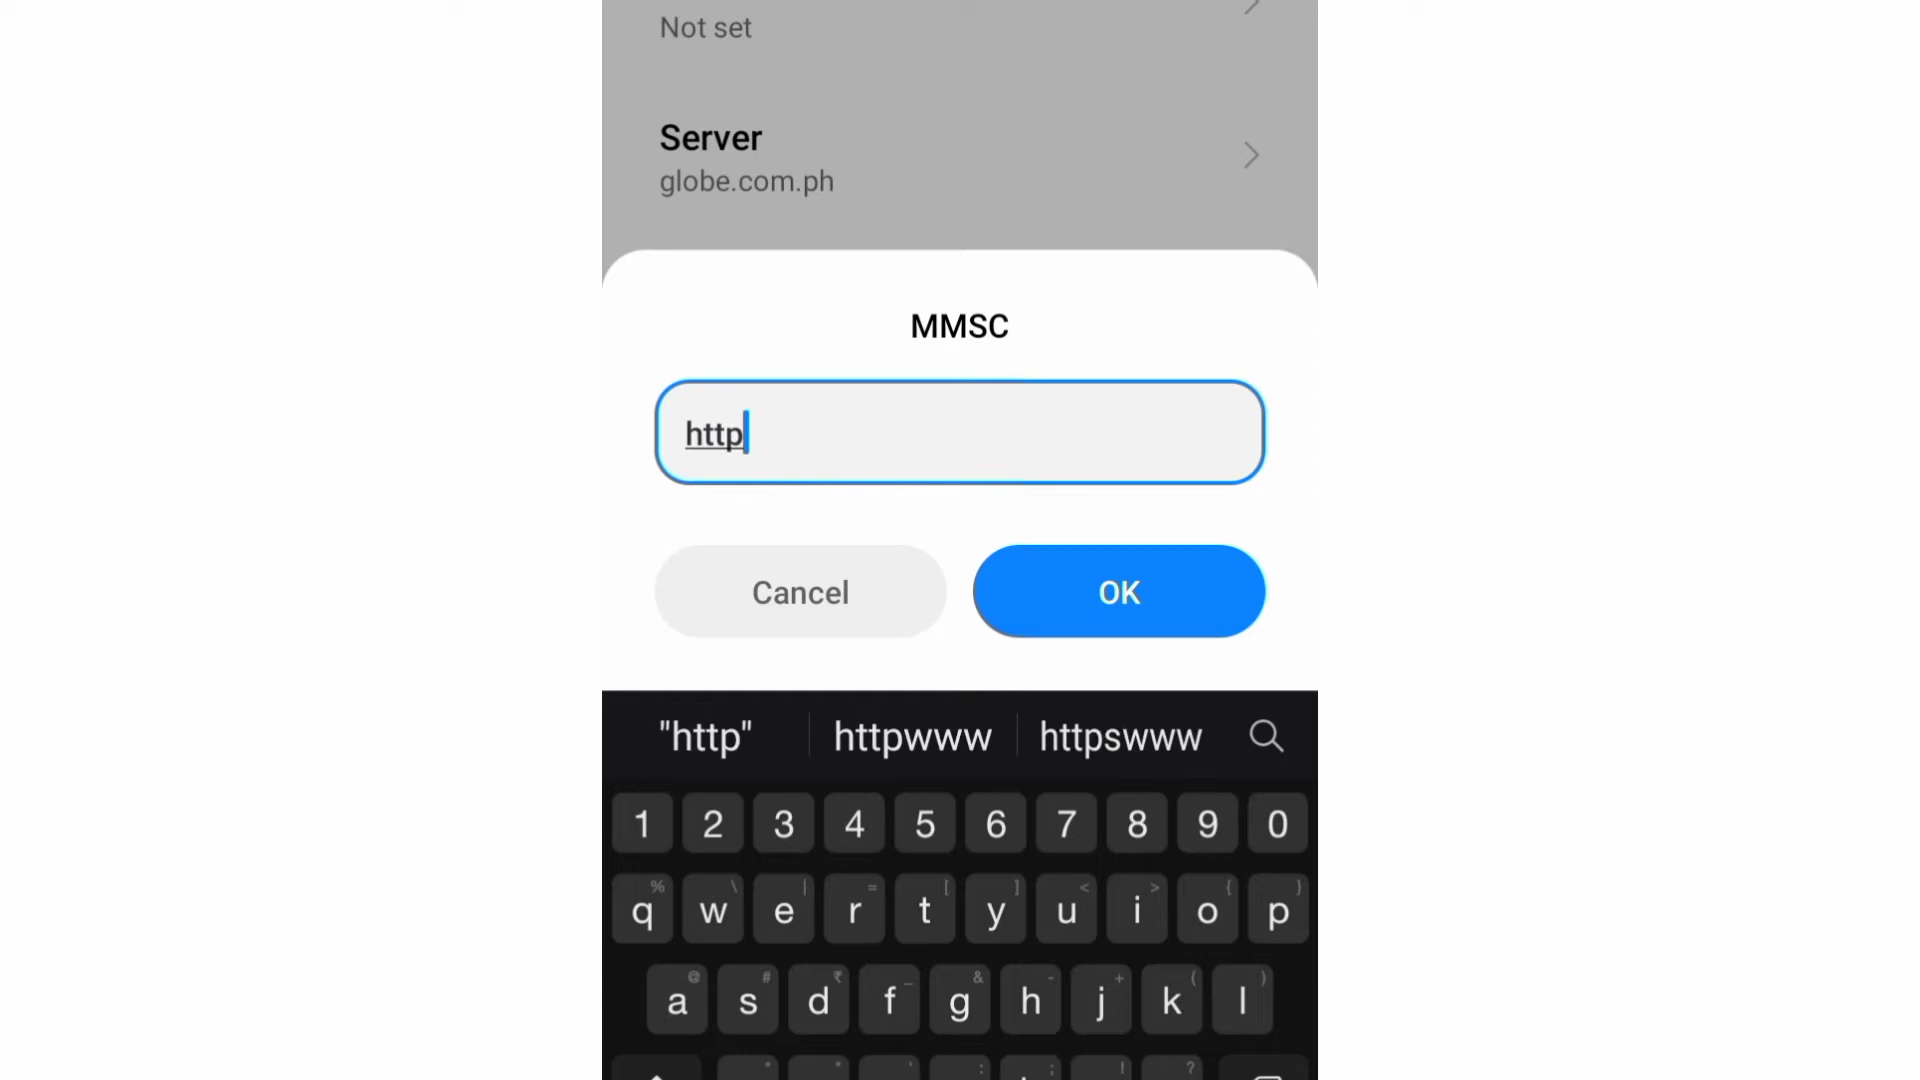 Not set
Server
globe.com.ph
MMSC
http
Cancel
OK
"http" httpwww httpswww
1 2 3 4 5 6 7 8 9 0
% \ | = [ ] < > { }
q w e r t y u i o p
@ # ₹ _ & - + ( )
a s d f g h j k l
* " ' : ; ! ?